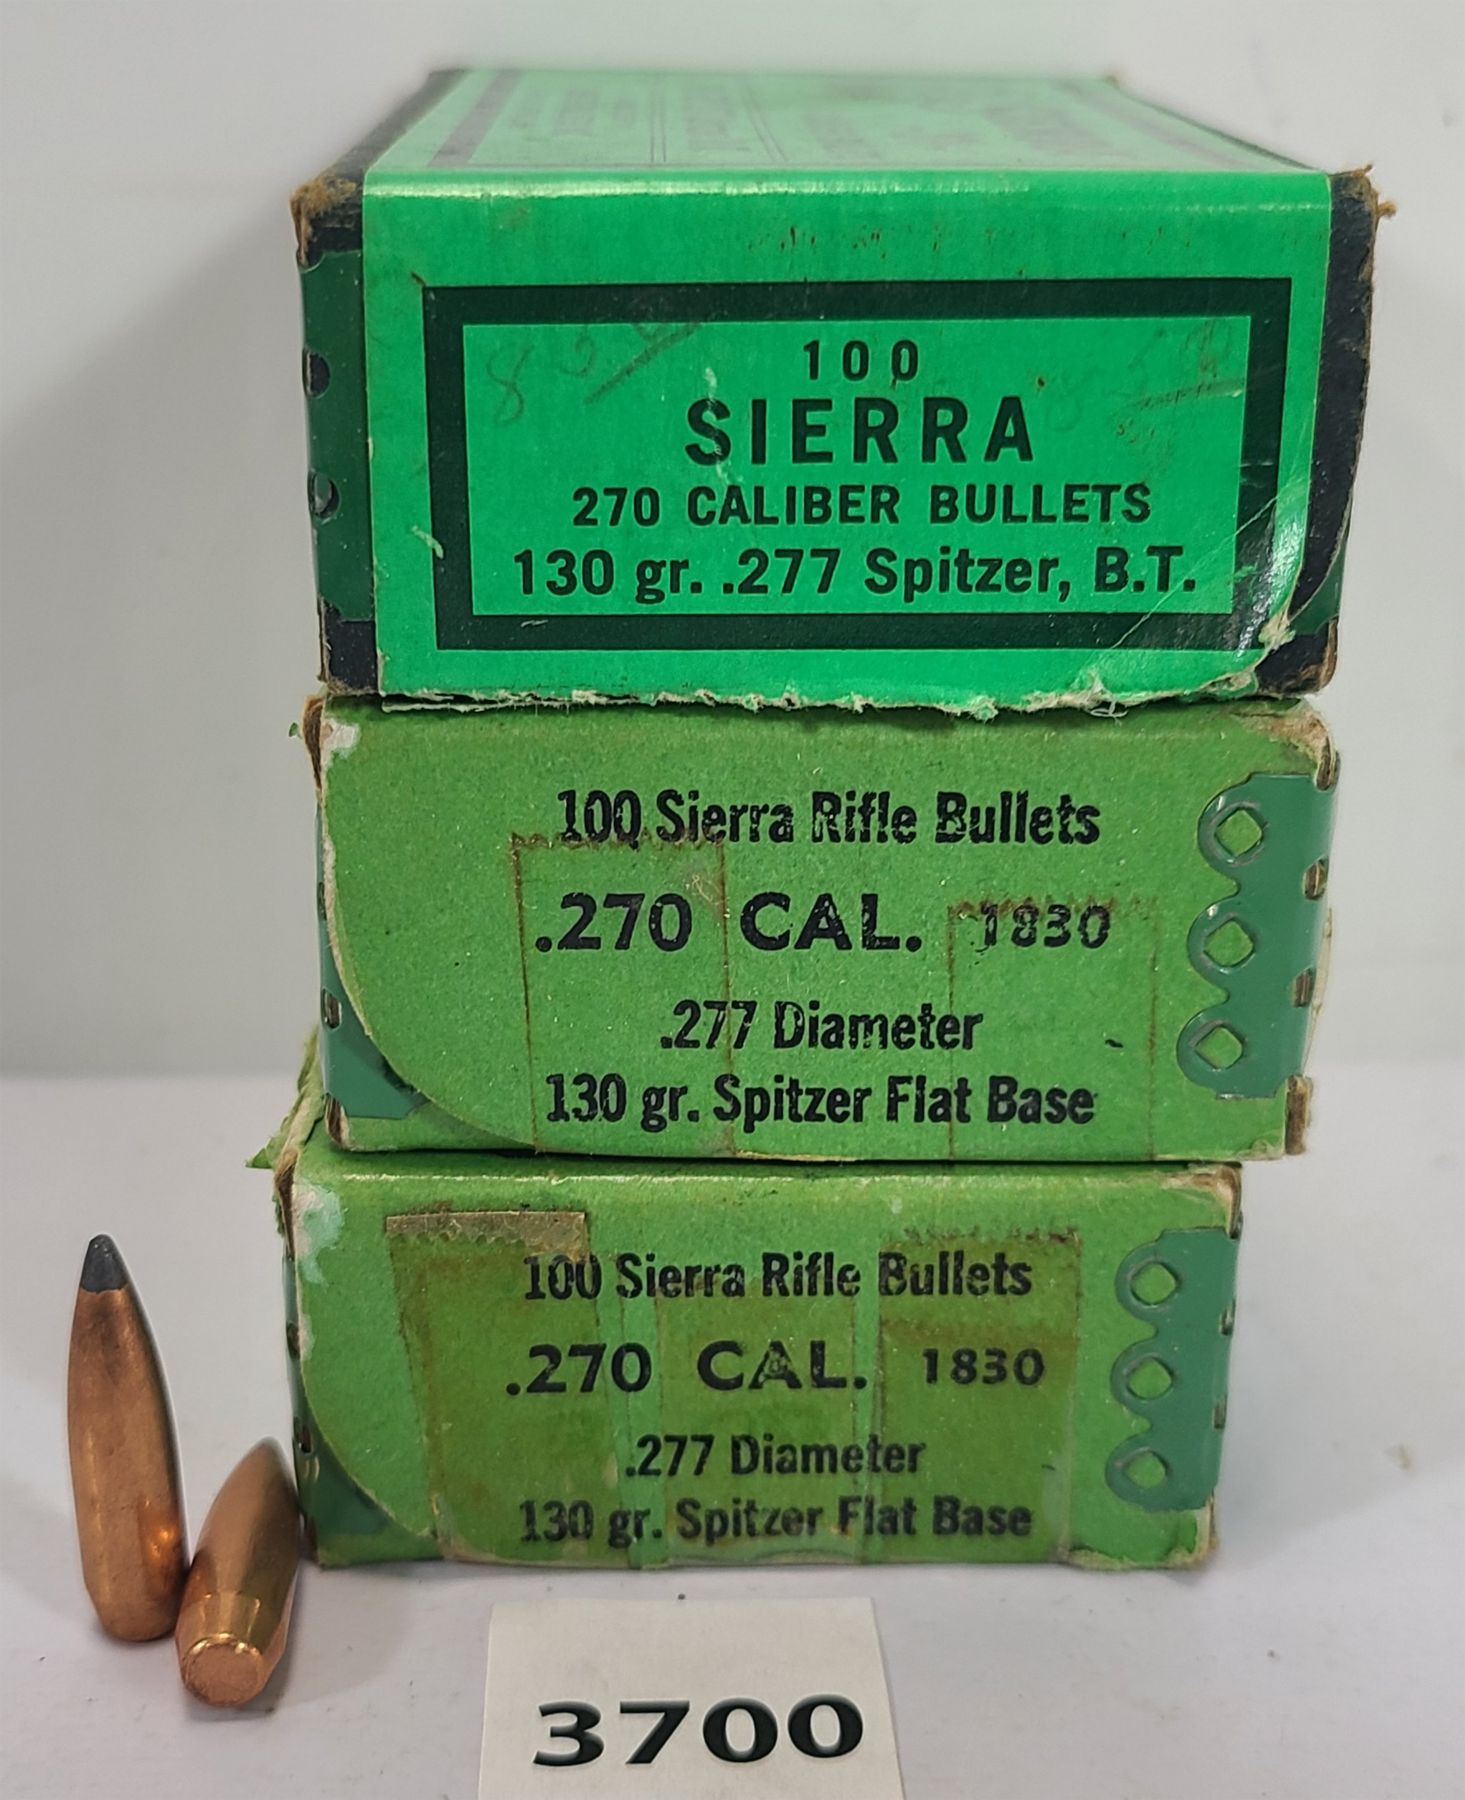 100
SIERRA
270 CALIBER BULLETS
130 gr. .277 Spitzer, B.T.
100 Sierra Rifle Bullets
.270 CAL. 1830
.277 Diameter
130 gr. Spitzer Flat Base
100 Sierra Rifle Bullets
.270 CAL. 1830
.277 Diameter
130 gr. Spitzer Flat Base
3700